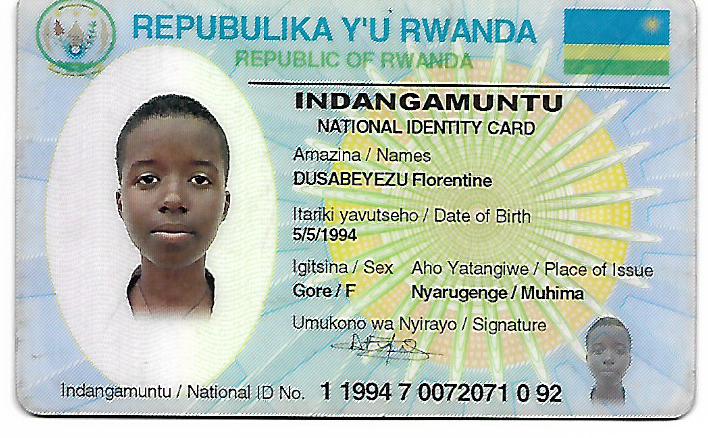 REPUBULIKA Y'U RWANDA
REPUBLIC OF RWANDA
INDANGAMUNTU
NATIONAL IDENTITY CARD
Amazina / Names
DUSABEYEZU Florentine
Itariki yavutseho / Date of Birth
5/5/1994
Igitsina / Sex Aho Yatangiwe / Place of Issue
Gore / F Nyarugenge / Muhima
Umukono wa Nyirayo / Signature
Indangamuntu / National ID No. 1 1994 7 0072071 0 92